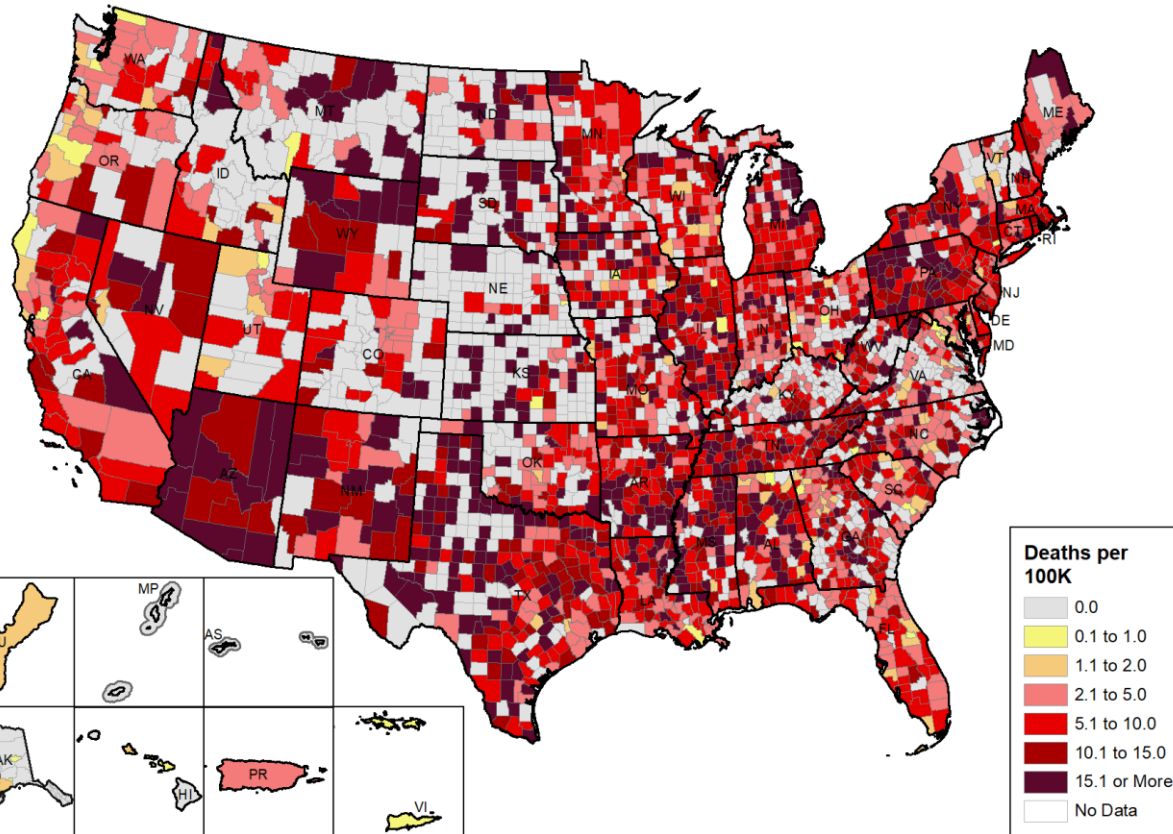 WA
MT
ND
MN
ME
OR
ID
VT
NH
WI
NY
MA
SD
WY
MI
CT
RI
IA
PA
NE
NJ
NV
OH
UT
IL
IN
DE
CO
MD
WV
CA
KS
MO
VA
KY
NC
TN
OK
AZ
NM
AR
SC
MS
AL
GA
TX
LA
FL
MP
AS
AK
HI
PR
VI
Deaths per
100K
0.0
0.1 to 1.0
1.1 to 2.0
2.1 to 5.0
5.1 to 10.0
10.1 to 15.0
15.1 or More
No Data